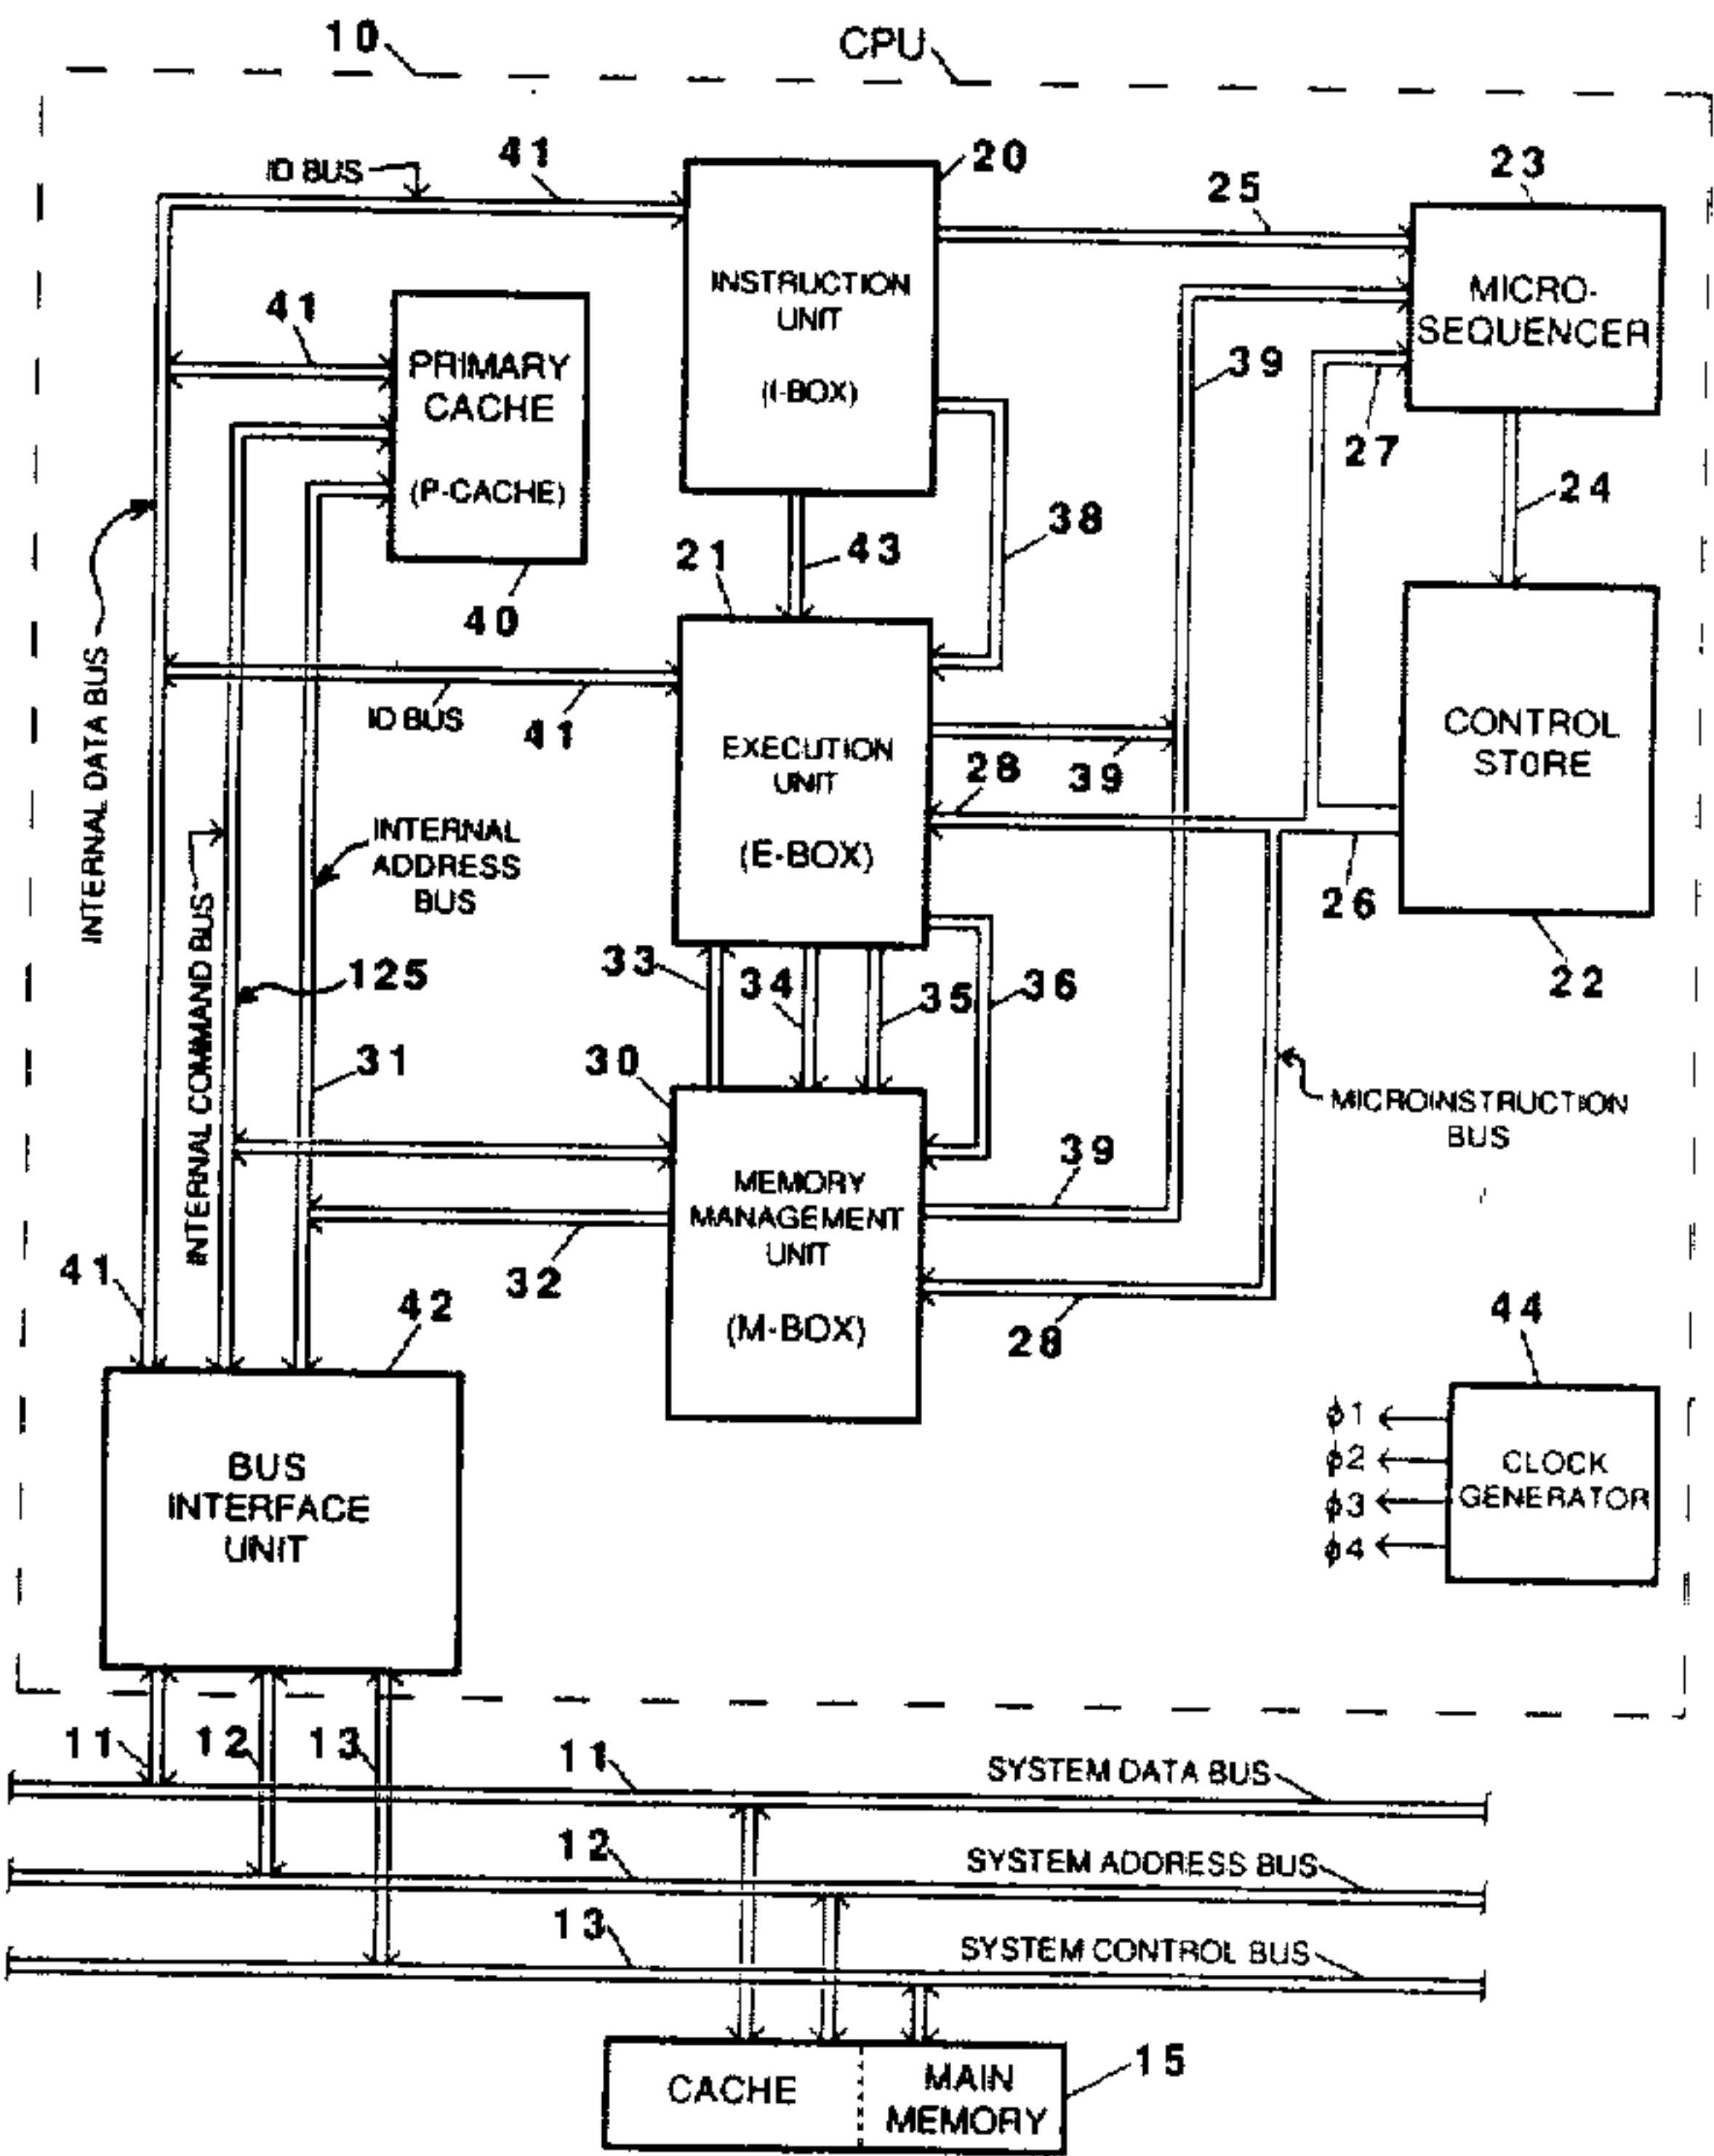 10
CPU
ID BUS
41
20
25
23
INSTRUCTION
UNIT
(I-BOX)
MICRO-
SEQUENCER
41
PRIMARY
CACHE
(P-CACHE)
39
27
24
38
43
21
40
INTERNAL DATA BUS
ID BUS
41
EXECUTION
UNIT
(E-BOX)
28
39
CONTROL
STORE
INTERNAL
ADDRESS
BUS
26
22
INTERNAL COMMAND BUS
125
33
34
35
36
31
30
MICROINSTRUCTION
BUS
MEMORY
MANAGEMENT
UNIT
(M-BOX)
39
41
32
42
28
44
BUS
INTERFACE
UNIT
ϕ1
ϕ2
ϕ3
ϕ4
CLOCK
GENERATOR
11
12
13
11
SYSTEM DATA BUS
12
SYSTEM ADDRESS BUS
13
SYSTEM CONTROL BUS
CACHE
MAIN
MEMORY
15